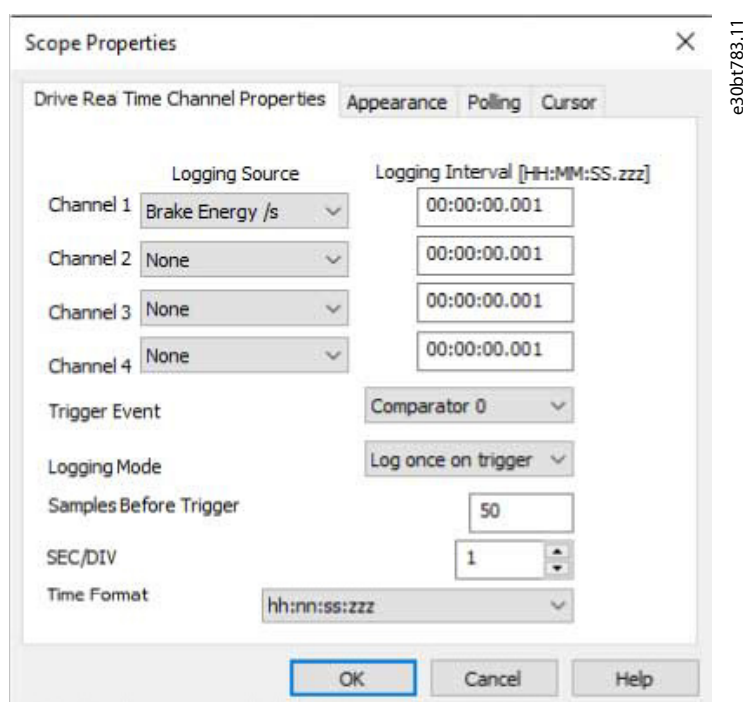 Scope Properties
e30bt783.11
Drive Rea Time Channel Properties Appearance Polling Cursor
Logging Source Logging Interval [HH:MM:SS.zzz]
Channel 1 Brake Energy /s 00:00:00.001
Channel 2 None 00:00:00.001
Channel 3 None 00:00:00.001
Channel 4 None 00:00:00.001
Trigger Event Comparator 0
Logging Mode Log once on trigger
Samples Before Trigger 50
SEC/DIV 1
Time Format hh:nn:ss:zzz
OK Cancel Help